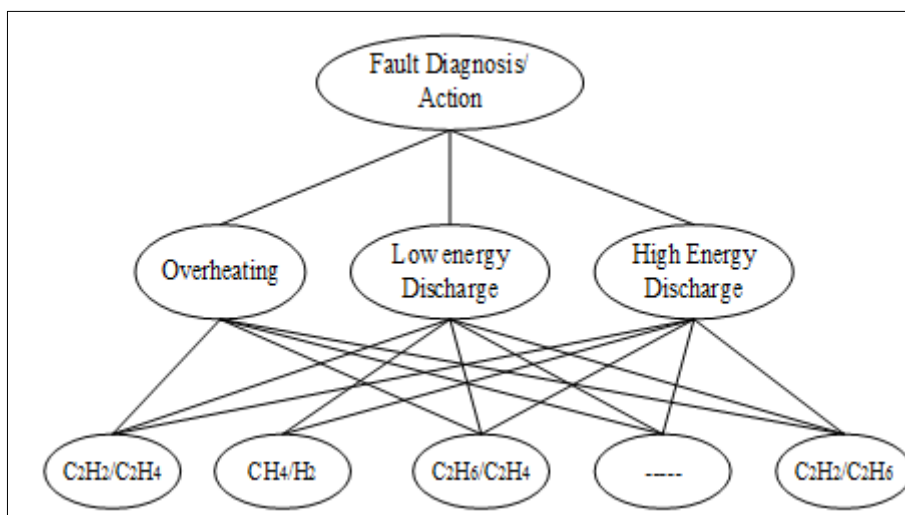 Fault Diagnosis/
Action
Overheating
Low energy
Discharge
High Energy
Discharge
C2H2/C2H4
CH4/H2
C2H6/C2H4
-----
C2H2/C2H6